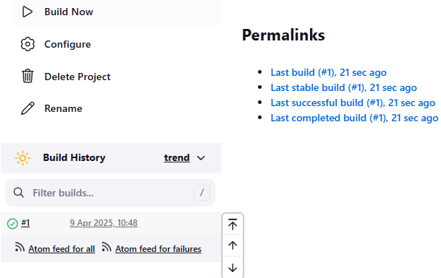 Build Now
Configure
Delete Project
Rename
Build History trend
Filter builds... /
#1 9 Apr 2025, 10:48
Atom feed for all Atom feed for failures
Permalinks
Last build (#1), 21 sec ago
Last stable build (#1), 21 sec ago
Last successful build (#1), 21 sec ago
Last completed build (#1), 21 sec ago